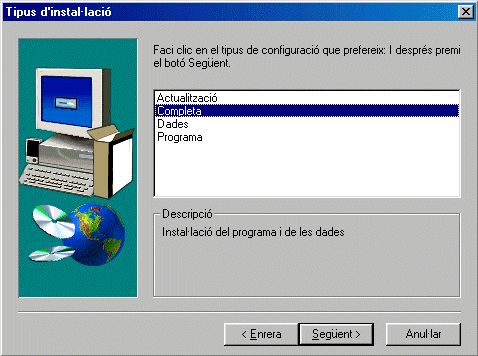 Tipus d'instal·lació
Faci clic en el tipus de configuració que prefereix: I després premi
el botó Següent.
Actualització
Completa
Dades
Programa
Descripció
Instal·lació del programa i de les dades
< Enrera
Següent >
Anul·lar